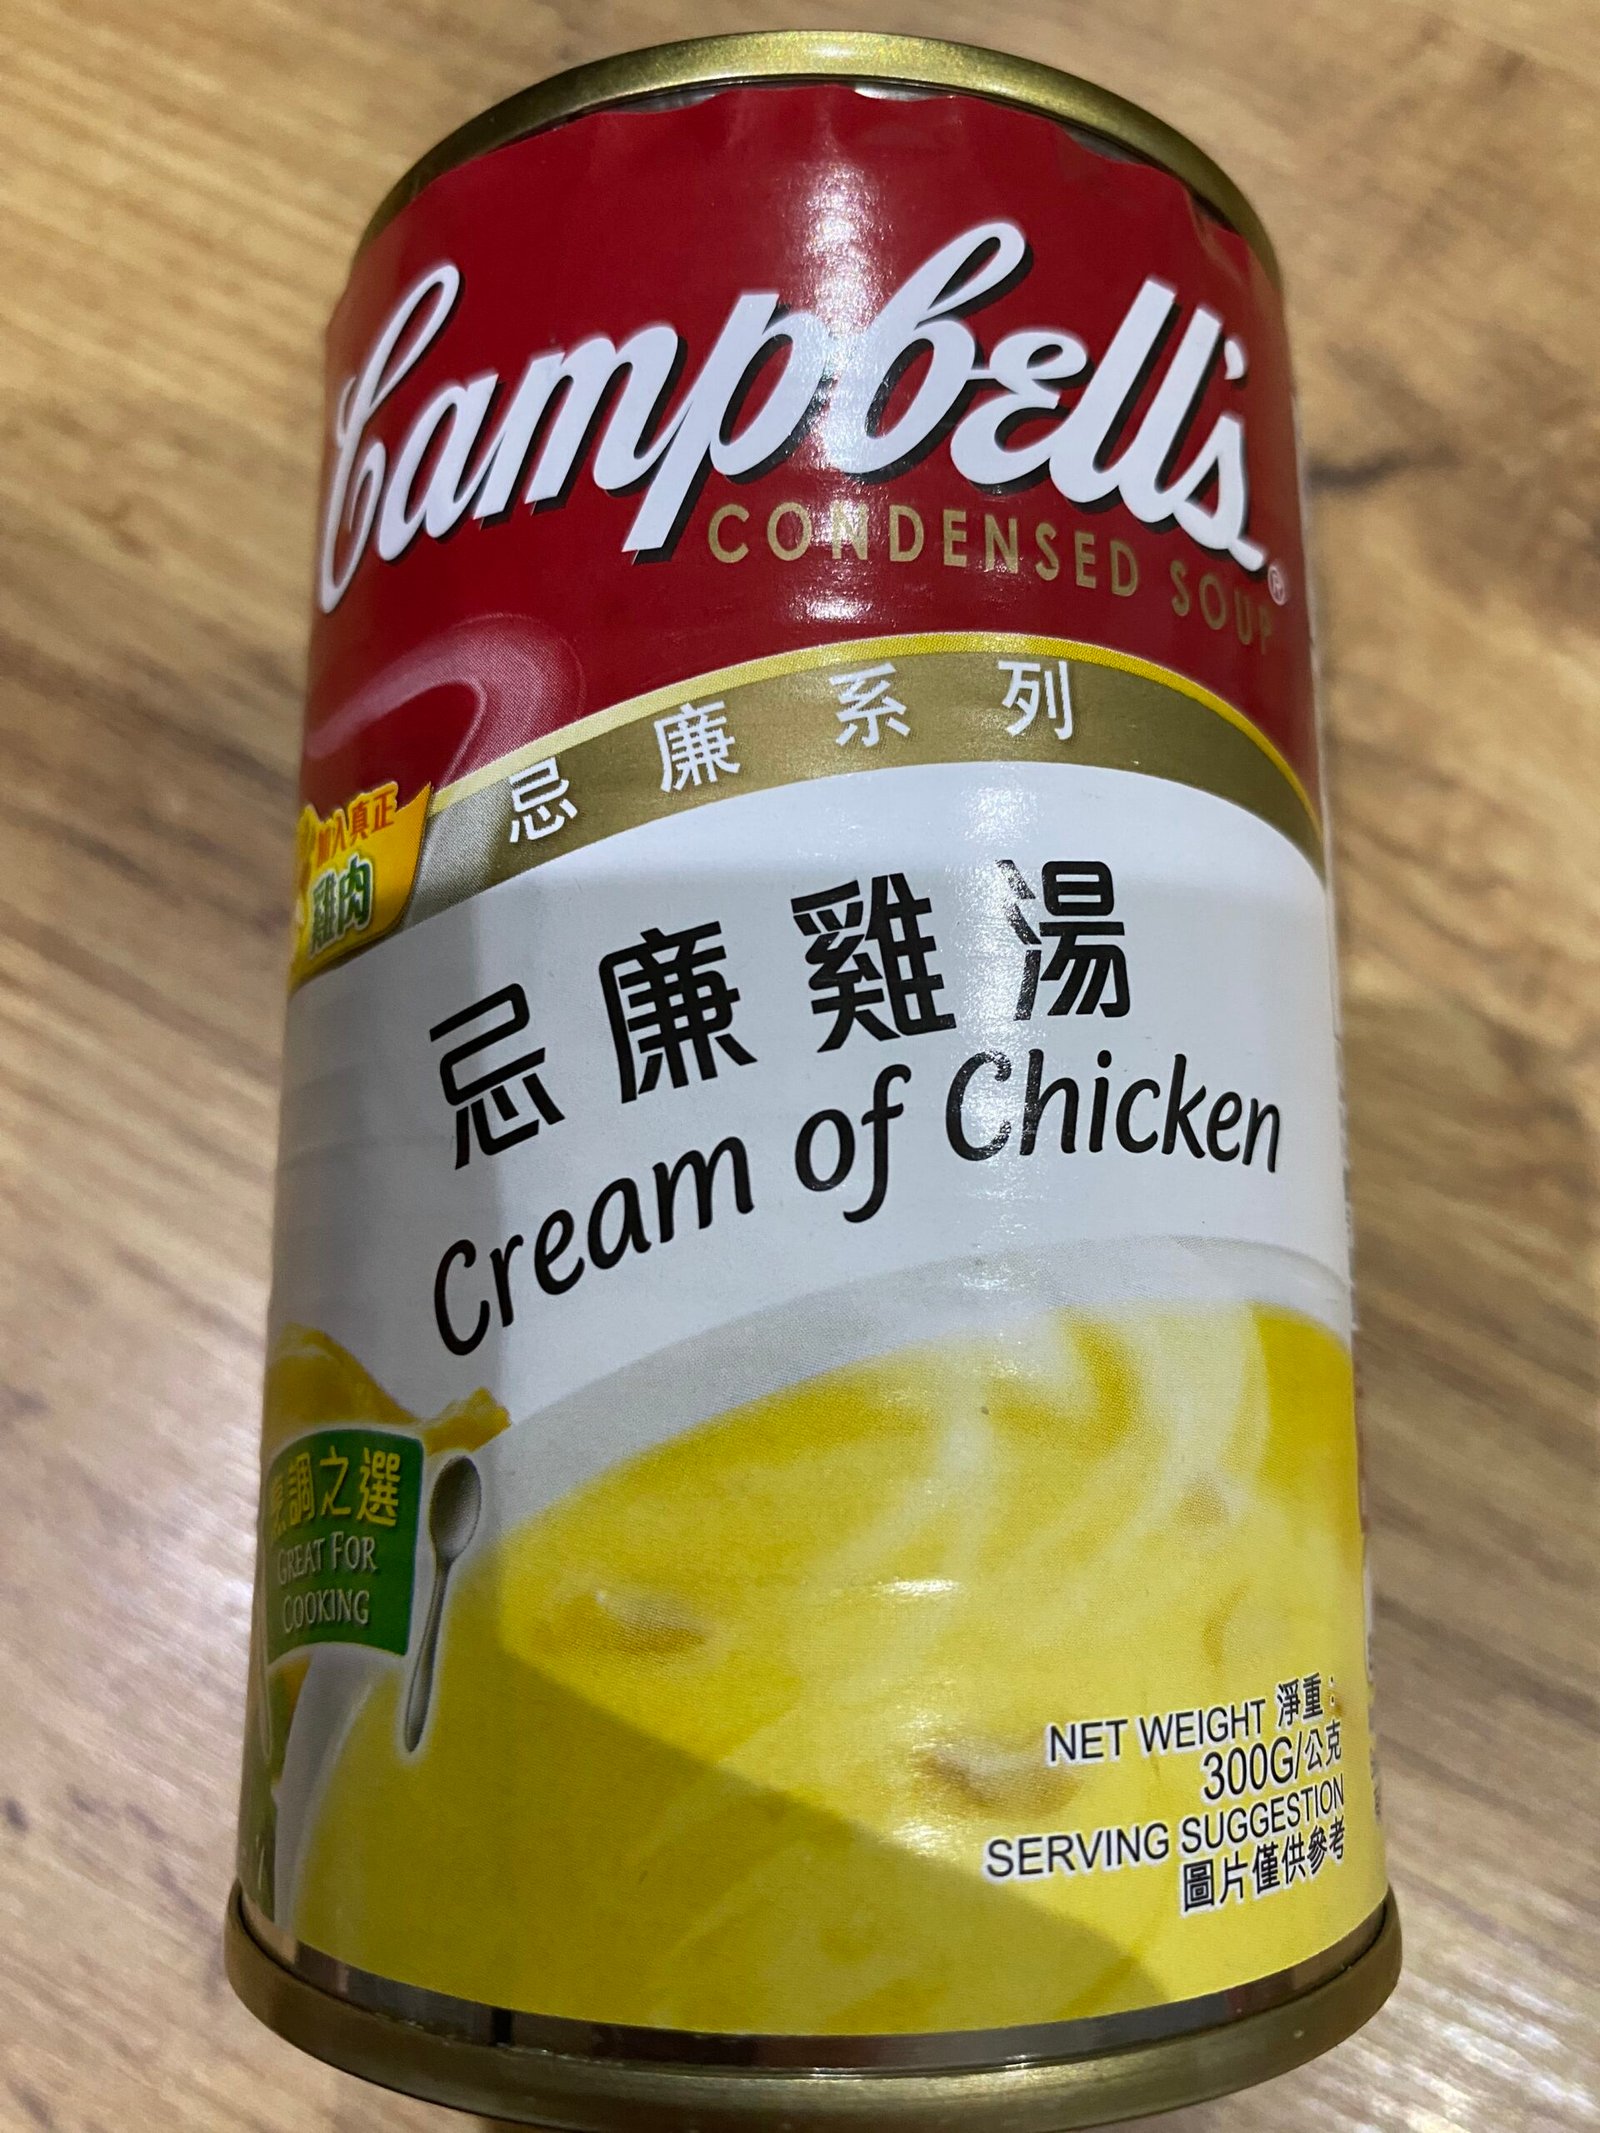 Campbell's®
CONDENSED SOUP
忌廉系列
加入真正
雞肉
忌廉雞湯
Cream of Chicken
烹調之選
GREAT FOR
COOKING
NET WEIGHT 淨重:
300G/公克
SERVING SUGGESTION
圖片僅供參考